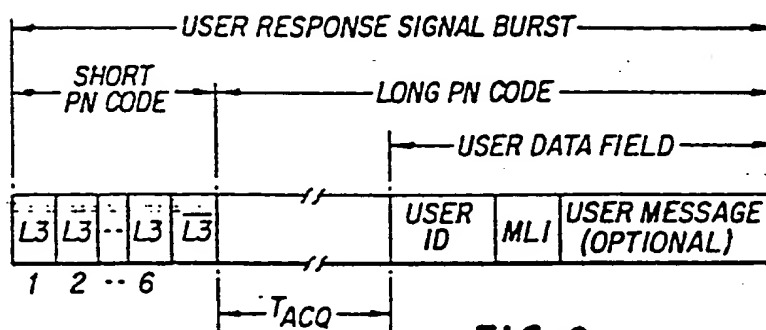 USER RESPONSE SIGNAL BURST
SHORT PN CODE
LONG PN CODE
USER DATA FIELD
L3 L3 -- L3 L3̅ USER ID MLI USER MESSAGE (OPTIONAL)
1 2 -- 6
TACQ